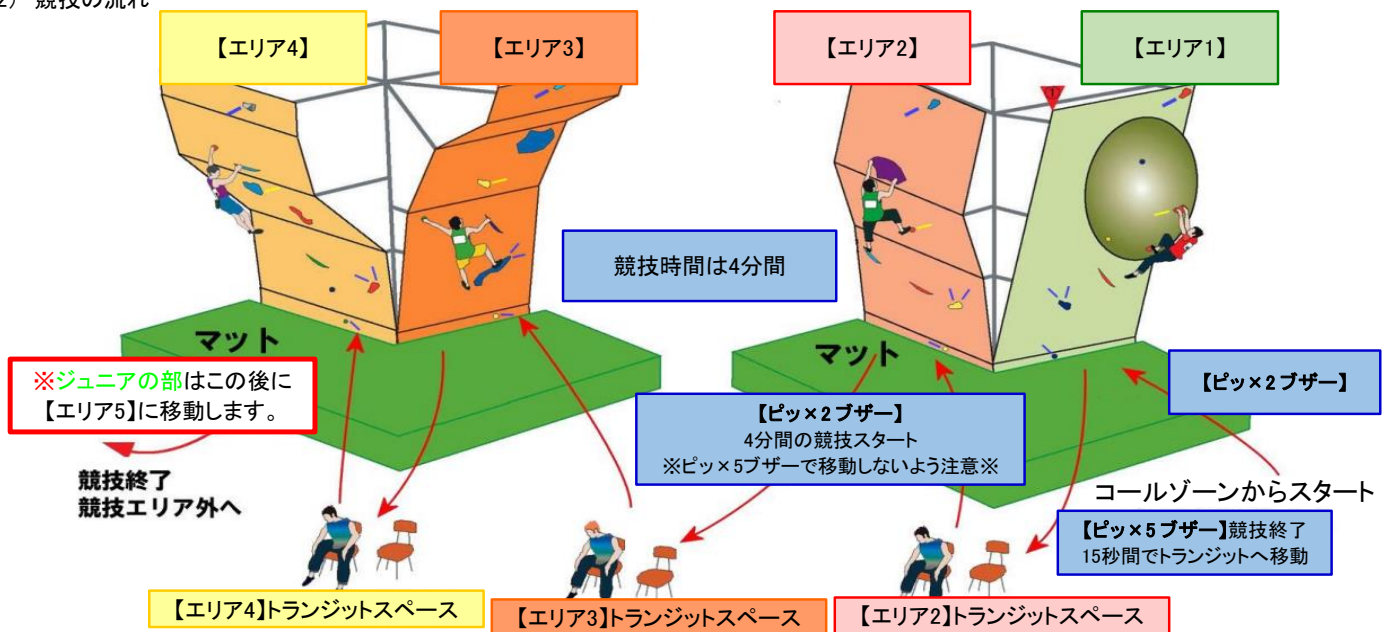 2) 競技の流れ
【エリア4】
【エリア3】
【エリア2】
【エリア1】
1
競技時間は4分間
マット
マット
※ジュニアの部はこの後に
【エリア5】に移動します。
【ピッ×2 ブザー】
【ピッ×2 ブザー】
4分間の競技スタート
※ピッ×5ブザーで移動しないよう注意※
競技終了
競技エリア外へ
コールゾーンからスタート
【ピッ×5 ブザー】競技終了
15秒間でトランジットへ移動
【エリア4】トランジットスペース
【エリア3】トランジットスペース
【エリア2】トランジットスペース